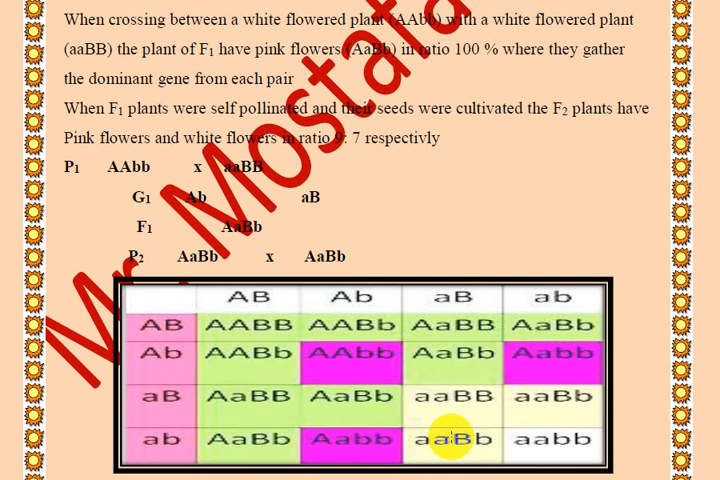 When crossing between a white flowered plant (AAbb) with a white flowered plant
(aaBB) the plant of F1 have pink flowers (AaBb) in ratio 100 % where they gather
the dominant gene from each pair
When F1 plants were self pollinated and their seeds were cultivated the F2 plants have
Pink flowers and white flowers in ratio 9: 7 respectivly
P1 AAbb x aaBB
G1 Ab aB
F1 AaBb
P2 AaBb x AaBb
AB Ab aB ab
AB AABB AABb AaBB AaBb
Ab AABb AAbb AaBb Aabb
aB AaBB AaBb aaBB aaBb
ab AaBb Aabb aaBb aabb
Mr. Mostafa